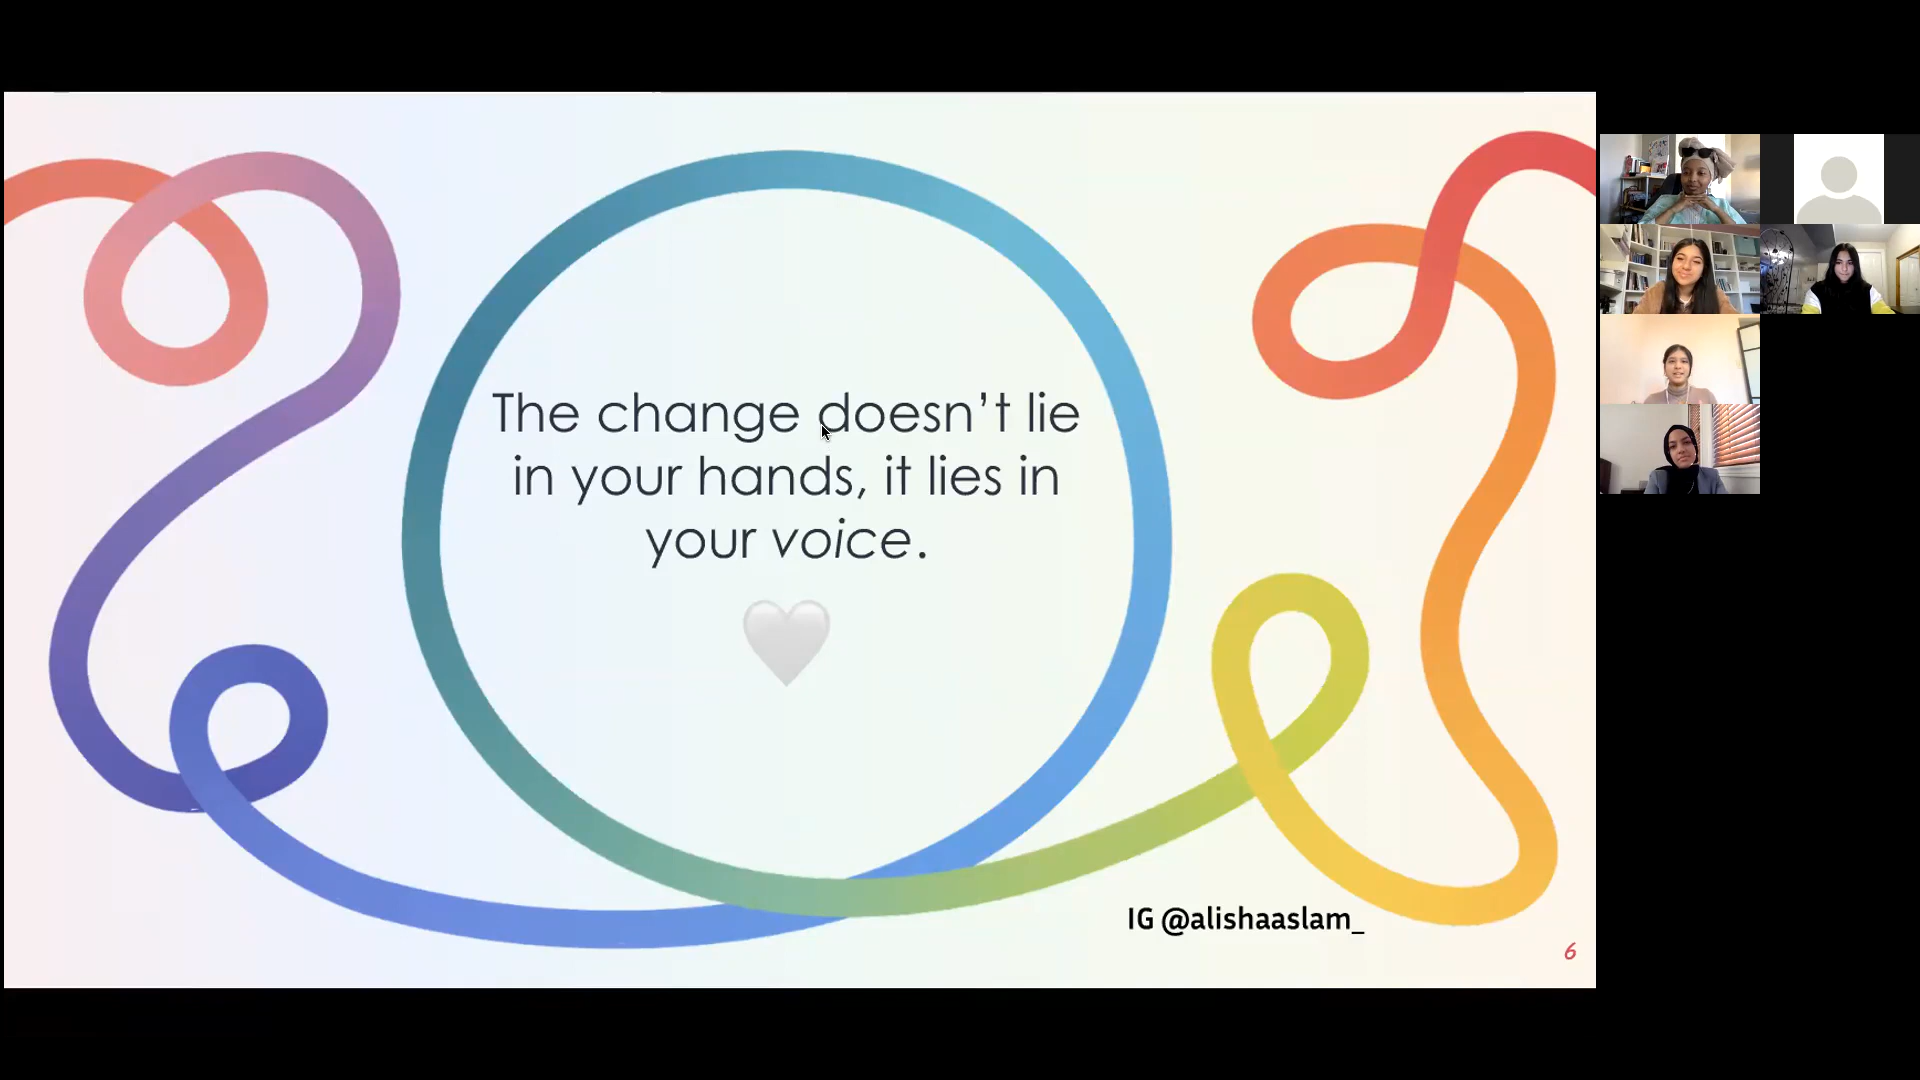 The change doesn’t lie
in your hands, it lies in
your voice.
IG @alishaaslam_
6